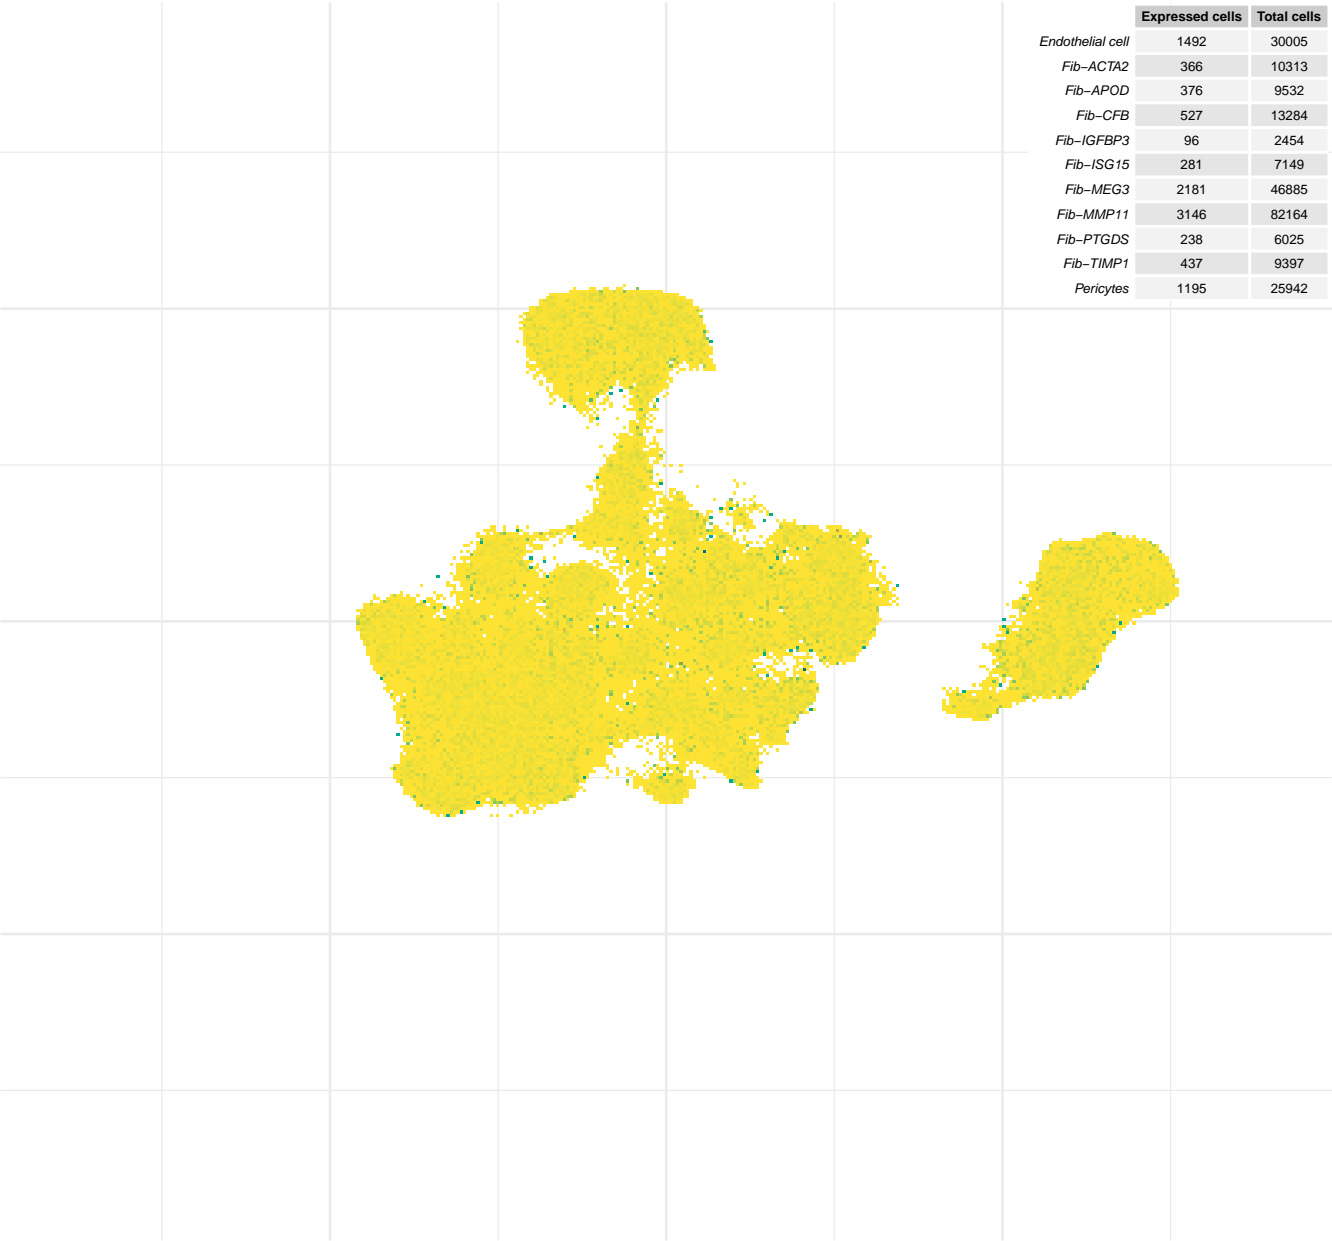 Expressed cells Total cells
Endothelial cell 1492 30005
Fib−ACTA2 366 10313
Fib−APOD 376 9532
Fib−CFB 527 13284
Fib−IGFBP3 96 2454
Fib−ISG15 281 7149
Fib−MEG3 2181 46885
Fib−MMP11 3146 82164
Fib−PTGDS 238 6025
Fib−TIMP1 437 9397
Pericytes 1195 25942